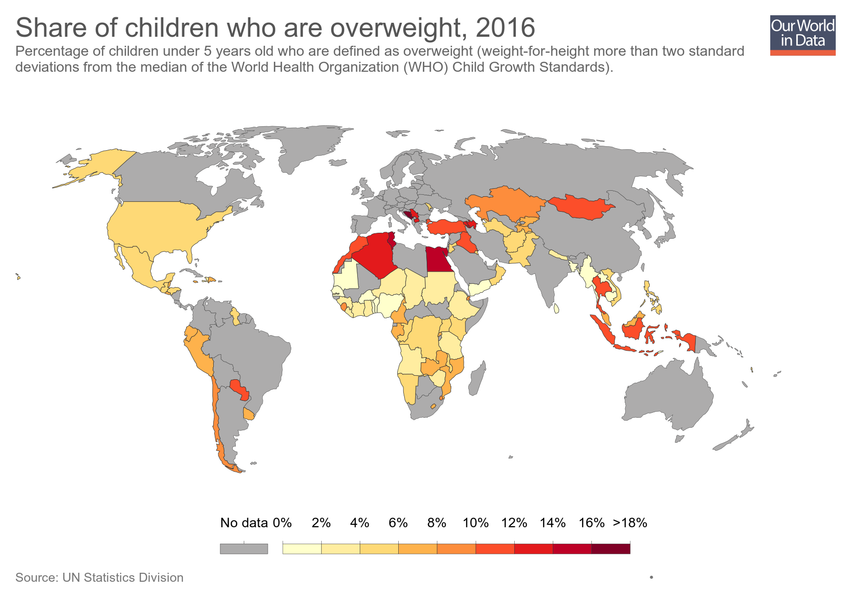 Share of children who are overweight, 2016
Our World
in Data
Percentage of children under 5 years old who are defined as overweight (weight-for-height more than two standard
deviations from the median of the World Health Organization (WHO) Child Growth Standards).
No data 0% 2% 4% 6% 8% 10% 12% 14% 16% >18%
Source: UN Statistics Division